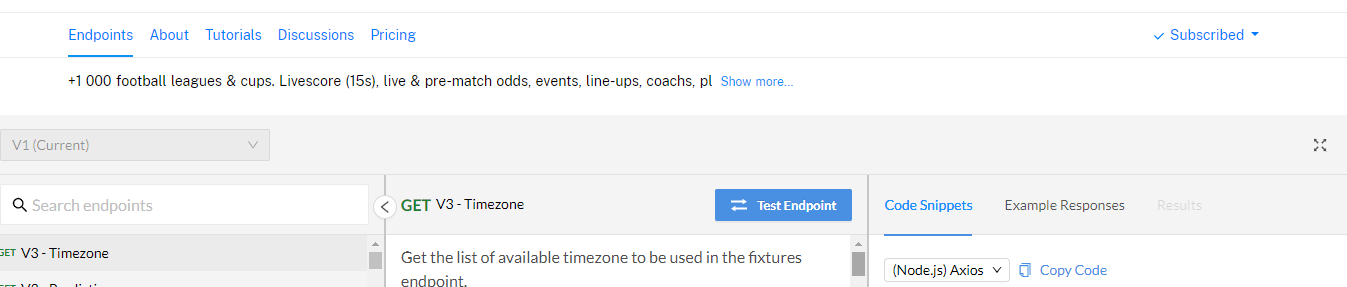 Endpoints About Tutorials Discussions Pricing Subscribed
+1 000 football leagues & cups. Livescore (15s), live & pre-match odds, events, line-ups, coachs, pl Show more...
V1 (Current)
Search endpoints
GET V3 - Timezone
Test Endpoint
Code Snippets Example Responses Results
GET V3 - Timezone
Get the list of available timezone to be used in the fixtures
endpoint.
(Node.js) Axios Copy Code